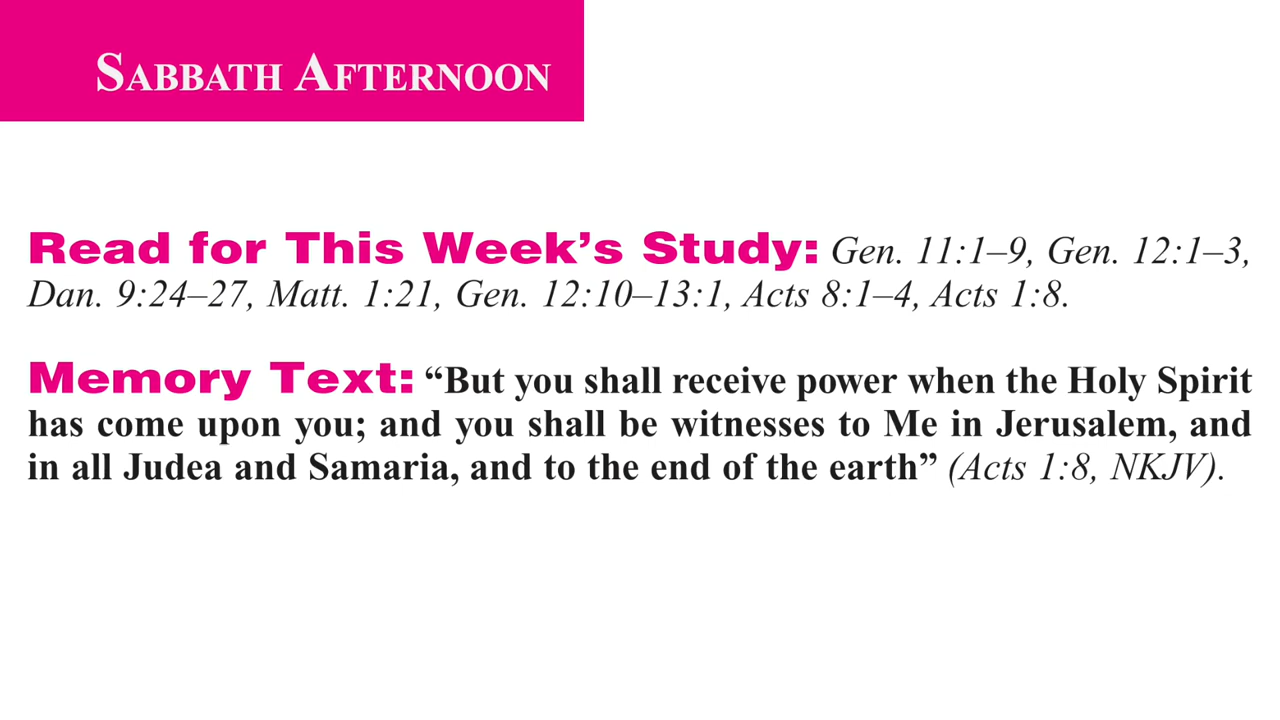 SABBATH AFTERNOON
Read for This Week’s Study: Gen. 11:1–9, Gen. 12:1–3,
Dan. 9:24–27, Matt. 1:21, Gen. 12:10–13:1, Acts 8:1–4, Acts 1:8.
Memory Text: “But you shall receive power when the Holy Spirit
has come upon you; and you shall be witnesses to Me in Jerusalem, and
in all Judea and Samaria, and to the end of the earth” (Acts 1:8, NKJV).